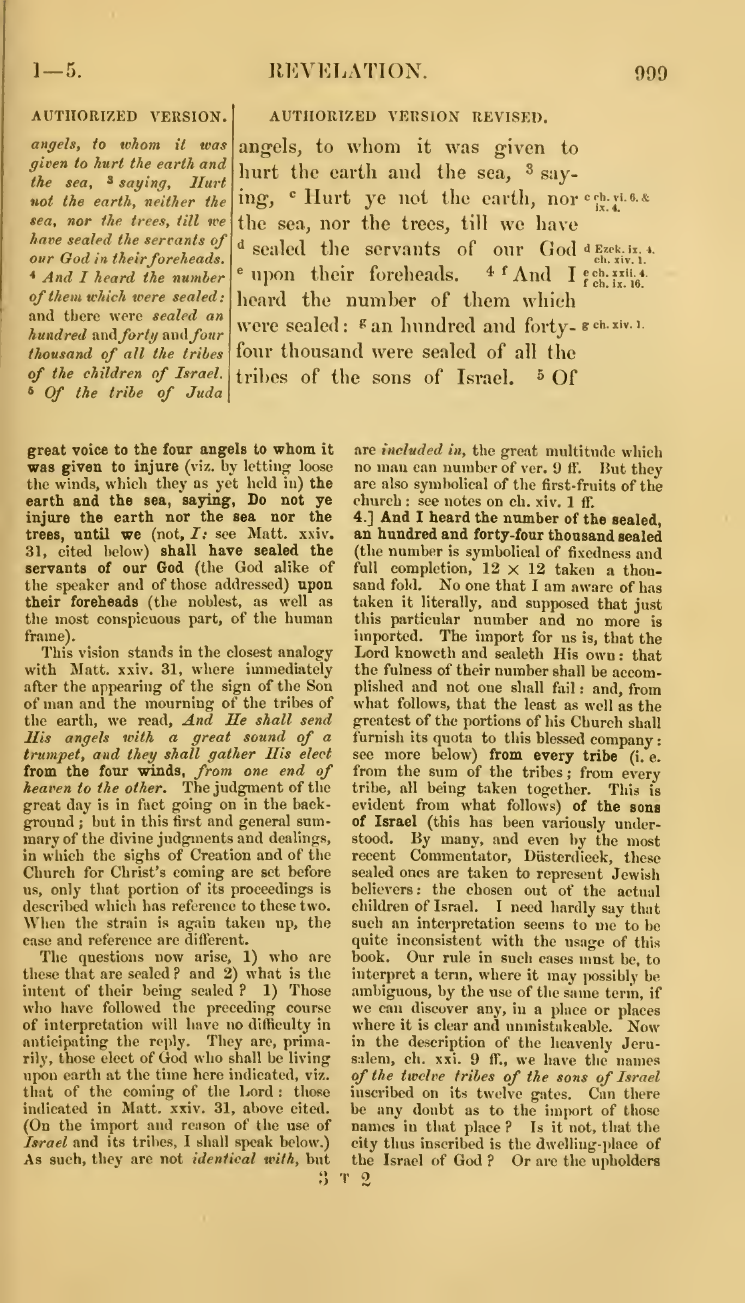 1—5.
REVELATION.
999
AUTHORIZED VERSION.
angels, to whom it was
given to hurt the earth and
the sea, 3 saying, Hurt
not the earth, neither the
sea, nor the trees, till we
have sealed the servants of
our God in their foreheads.
4 And I heard the number
of them which were sealed:
and there were sealed an
hundred and forty and four
thousand of all the tribes
of the children of Israel.
5 Of the tribe of Juda
AUTHORIZED VERSION REVISED.
angels, to whom it was given to
hurt the earth and the sea, 3 say-
ing, c Hurt ye not the earth, nor
the sea, nor the trees, till we have
d sealed the servants of our God
e upon their foreheads. 4 f And I
heard the number of them which
were sealed: g an hundred and forty-
four thousand were sealed of all the
tribes of the sons of Israel. 5 Of
c ch. vi. 6. &
ix. 4.
d Ezek. ix. 4.
ch. xiv. 1.
e ch. xxii. 4.
f ch. ix. 16.
g ch. xiv. 1.
great voice to the four angels to whom it
was given to injure (viz. by letting loose
the winds, which they as yet held in) the
earth and the sea, saying, Do not ye
injure the earth nor the sea nor the
trees, until we (not, I: see Matt. xxiv.
31, cited below) shall have sealed the
servants of our God (the God alike of
the speaker and of those addressed) upon
their foreheads (the noblest, as well as
the most conspicuous part, of the human
frame).
This vision stands in the closest analogy
with Matt. xxiv. 31, where immediately
after the appearing of the sign of the Son
of man and the mourning of the tribes of
the earth, we read, And He shall send
His angels with a great sound of a
trumpet, and they shall gather His elect
from the four winds, from one end of
heaven to the other. The judgment of the
great day is in fact going on in the back-
ground; but in this first and general sum-
mary of the divine judgments and dealings,
in which the sighs of Creation and of the
Church for Christ's coming are set before
us, only that portion of its proceedings is
described which has reference to these two.
When the strain is again taken up, the
case and reference are different.
The questions now arise, 1) who are
these that are sealed? and 2) what is the
intent of their being sealed? 1) Those
who have followed the preceding course
of interpretation will have no difficulty in
anticipating the reply. They are, prima-
rily, those elect of God who shall be living
upon earth at the time here indicated, viz.
that of the coming of the Lord: those
indicated in Matt. xxiv. 31, above cited.
(On the import and reason of the use of
Israel and its tribes, I shall speak below.)
As such, they are not identical with, but
are included in, the great multitude which
no man can number of ver. 9 ff. But they
are also symbolical of the first-fruits of the
church: see notes on ch. xiv. 1 ff.
4.] And I heard the number of the sealed,
an hundred and forty-four thousand sealed
(the number is symbolical of fixedness and
full completion, 12 × 12 taken a thou-
sand fold. No one that I am aware of has
taken it literally, and supposed that just
this particular number and no more is
imported. The import for us is, that the
Lord knoweth and sealeth His own: that
the fulness of their number shall be accom-
plished and not one shall fail: and, from
what follows, that the least as well as the
greatest of the portions of his Church shall
furnish its quota to this blessed company:
see more below) from every tribe (i. e.
from the sum of the tribes; from every
tribe, all being taken together. This is
evident from what follows) of the sons
of Israel (this has been variously under-
stood. By many, and even by the most
recent Commentator, Düsterdieck, these
sealed ones are taken to represent Jewish
believers: the chosen out of the actual
children of Israel. I need hardly say that
such an interpretation seems to me to be
quite inconsistent with the usage of this
book. Our rule in such cases must be, to
interpret a term, where it may possibly be
ambiguous, by the use of the same term, if
we can discover any, in a place or places
where it is clear and unmistakeable. Now
in the description of the heavenly Jeru-
salem, ch. xxi. 9 ff., we have the names
of the twelve tribes of the sons of Israel
inscribed on its twelve gates. Can there
be any doubt as to the import of those
names in that place? Is it not, that the
city thus inscribed is the dwelling-place of
the Israel of God? Or are the upholders
3 T 2